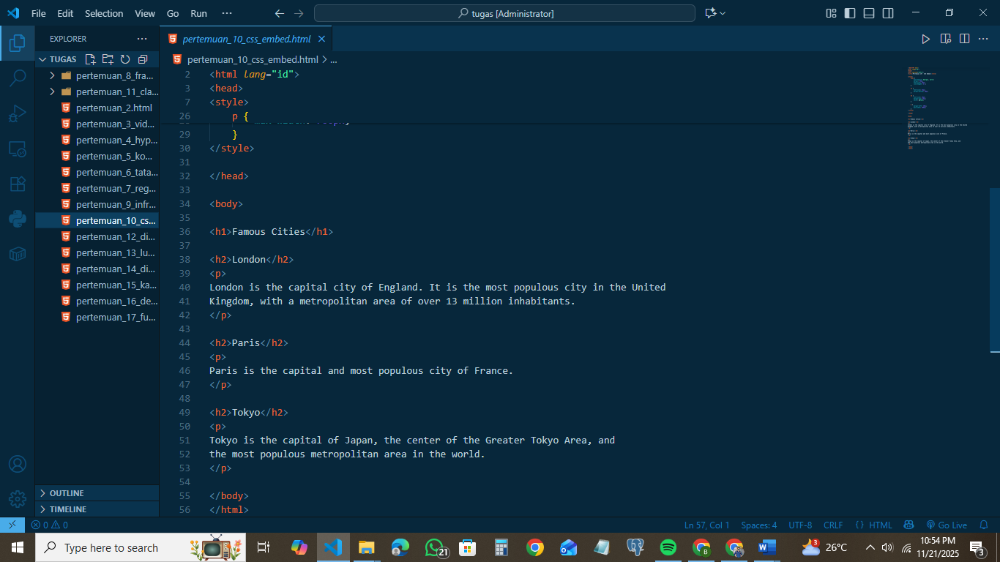 File Edit Selection View Go Run ···
tugas [Administrator]
EXPLORER ···
TUGAS
pertemuan_8_fra...
pertemuan_11_cla...
pertemuan_2.html
pertemuan_3_vid...
pertemuan_4_hyp...
pertemuan_5_ko...
pertemuan_6_tata...
pertemuan_7_reg...
pertemuan_9_infr...
pertemuan_10_cs...
pertemuan_12_di...
pertemuan_13_lu...
pertemuan_14_di...
pertemuan_15_ka...
pertemuan_16_de...
pertemuan_17_fu...
OUTLINE
TIMELINE
pertemuan_10_css_embed.html
pertemuan_10_css_embed.html > ...
2 <html lang="id">
3 <head>
7 <style>
26 p {
29 }
30 </style>
31
32 </head>
33
34 <body>
35
36 <h1>Famous Cities</h1>
37
38 <h2>London</h2>
39 <p>
40 London is the capital city of England. It is the most populous city in the United
41 Kingdom, with a metropolitan area of over 13 million inhabitants.
42 </p>
43
44 <h2>Paris</h2>
45 <p>
46 Paris is the capital and most populous city of France.
47 </p>
48
49 <h2>Tokyo</h2>
50 <p>
51 Tokyo is the capital of Japan, the center of the Greater Tokyo Area, and
52 the most populous metropolitan area in the world.
53 </p>
54
55 </body>
56 </html>
0 0 Ln 57, Col 1 Spaces: 4 UTF-8 CRLF {} HTML Go Live
Type here to search 21 3 26°C 10:54 PM
11/21/2025 3